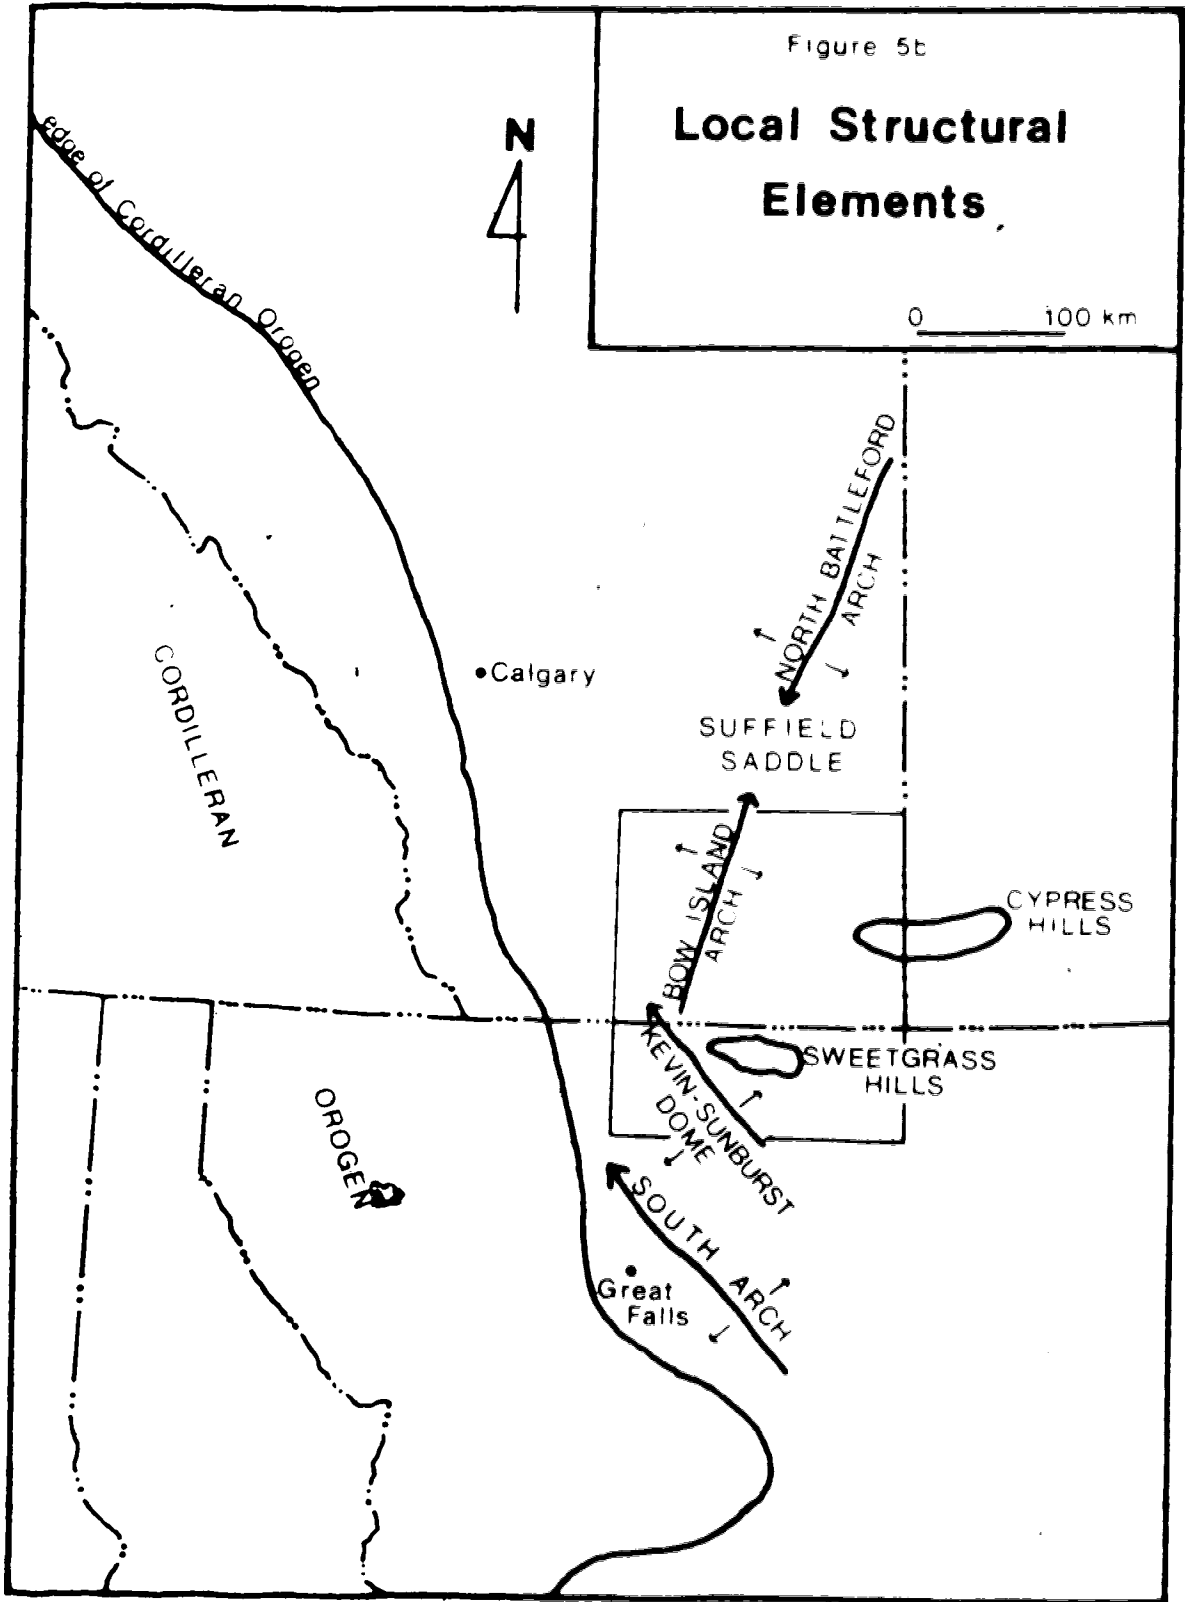 Figure 5b
Local Structural
Elements
0 100 km
N
edge of Cordilleran Orogen
NORTH BATTLEFORD
ARCH
Calgary
CORDILLERAN
SUFFIELD
SADDLE
BOW ISLAND
ARCH
CYPRESS
HILLS
SWEETGRASS
HILLS
KEVIN-SUNBURST
DOME
OROGEN
SOUTH ARCH
Great
Falls